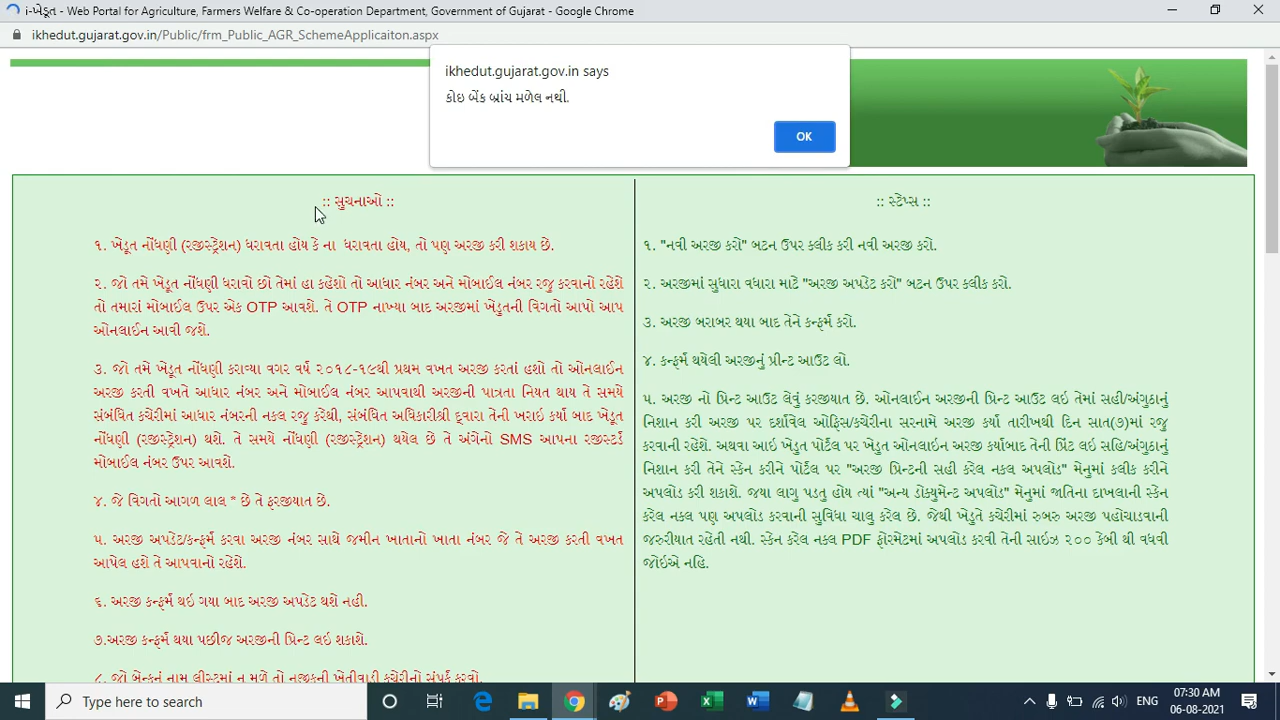 i-ખેડૂત - Web Portal for Agriculture, Farmers Welfare & Co-operation Department, Government of Gujarat - Google Chrome
ikhedut.gujarat.gov.in/Public/frm_Public_AGR_SchemeApplicaiton.aspx
ikhedut.gujarat.gov.in says
કોઇ બેંક બ્રાંચ મળેલ નથી.
OK
:: સુચનાઓ ::
૧. ખેડૂત નોંધણી (રજીસ્ટ્રેશન) ધરાવતા હોય કે ના ધરાવતા હોય, તો પણ અરજી કરી શકાય છે.
૨. જો તમે ખેડૂત નોંધણી ધરાવો છો તેમાં હા કહેશો તો આધાર નંબર અને મોબાઈલ નંબર રજુ કરવાનો રહેશે
તો તમારાં મોબાઈલ ઉપર એક OTP આવશે. તે OTP નાખ્યા બાદ અરજીમાં ખેડુતની વિગતો આપો આપ
ઓનલાઈન આવી જશે.
૩. જો તમે ખેડૂત નોંધણી કરાવ્યા વગર વર્ષ ૨૦૧૮-૧૯થી પ્રથમ વખત અરજી કરતાં હશો તો ઓનલાઈન
અરજી કરતી વખતે આધાર નંબર અને મોબાઈલ નંબર આપવાથી અરજીની પાત્રતા નિયત થાય તે સમયે
સંબંધિત કચેરીમાં આધાર નંબરની નકલ રજુ કરેથી, સંબંધિત અધિકારીશ્રી દ્વારા તેની ખરાઇ કર્યાં બાદ ખેડૂત
નોંધણી (રજીસ્ટ્રેશન) થશે. તે સમયે નોંધણી (રજીસ્ટ્રેશન) થયેલ છે તે અંગેનો SMS આપના રજીસ્ટર્ડ
મોબાઈલ નંબર ઉપર આવશે.
૪. જે વિગતો આગળ લાલ * છે તે ફરજીયાત છે.
૫. અરજી અપડેટ/કન્ફર્મ કરવા અરજી નંબર સાથે જમીન ખાતાનો ખાતા નંબર જે તે અરજી કરતી વખત
આપેલ હશે તે આપવાનો રહેશે.
૬. અરજી કન્ફર્મ થઇ ગયા બાદ અરજી અપડેટ થશે નહી.
૭.અરજી કન્ફર્મ થયા પછીજ અરજીની પ્રિન્ટ લઇ શકાશે.
૮. જો બેન્કનું નામ લીસ્ટમાં ન મળે તો નજીકની ખેતીવાડી કચેરીનો સંપર્ક કરવો.
:: સ્ટેપ્સ ::
૧. "નવી અરજી કરો" બટન ઉપર ક્લીક કરી નવી અરજી કરો.
૨. અરજીમાં સુધારા વધારા માટે "અરજી અપડેટ કરો" બટન ઉપર ક્લીક કરો.
૩. અરજી બરાબર થયા બાદ તેને કન્ફર્મ કરો.
૪. કન્ફર્મ થયેલી અરજીનું પ્રીન્ટ આઉટ લો.
૫. અરજી નો પ્રિન્ટ આઉટ લેવું ફરજીયાત છે. ઓનલાઈન અરજીની પ્રિન્ટ આઉટ લઇ તેમાં સહી/અંગુઠાનું
નિશાન કરી અરજી પર દર્શાવેલ ઓફિસ/કચેરીના સરનામે અરજી કર્યા તારીખથી દિન સાત(૭)માં રજુ
કરવાની રહેશે. અથવા આઇ ખેડુત પોર્ટલ પર ખેડુત ઓનલાઇન અરજી કર્યાબાદ તેની પ્રિંટ લઇ સહિ/અંગુઠાનું
નિશાન કરી તેને સ્કેન કરીને પોર્ટલ પર "અરજી પ્રિન્ટની સહી કરેલ નકલ અપલોડ" મેનુમાં ક્લીક કરીને
અપલોડ કરી શકાશે. જયા લાગુ પડતુ હોય ત્યાં "અન્ય ડોક્યુમેન્ટ અપલોડ" મેનુમાં જાતિના દાખલાની સ્કેન
કરેલ નકલ પણ અપલોડ કરવાની સુવિધા ચાલુ કરેલ છે. જેથી ખેડુતે કચેરીમાં રુબરુ અરજી પહોચાડવાની
જરુરીયાત રહેતી નથી. સ્કેન કરેલ નકલ PDF ફોરમેટમાં અપલોડ કરવી તેની સાઇઝ ૨૦૦ કેબી થી વધવી
જોઈએ નહિ.
Type here to search
ENG
07:30 AM
06-08-2021